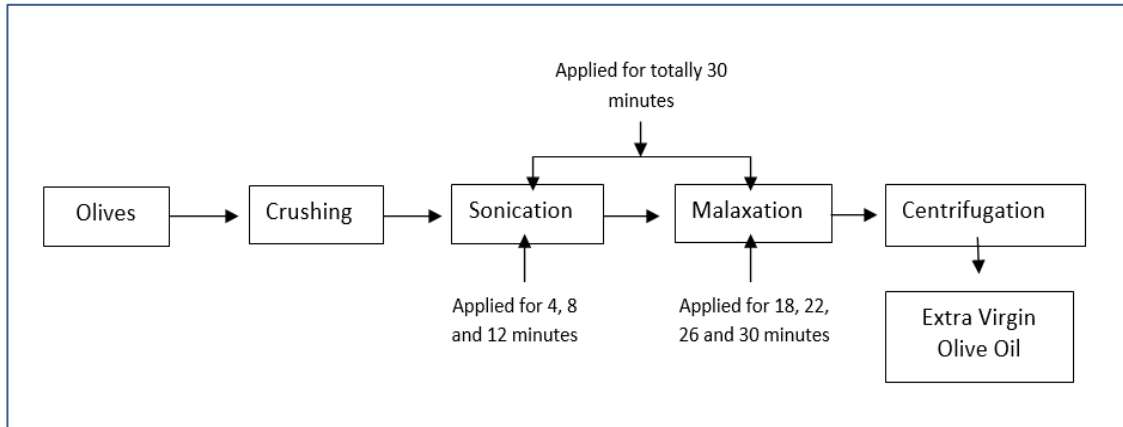 Applied for totally 30
minutes
Olives
Crushing
Sonication
Malaxation
Centrifugation
Applied for 4, 8
and 12 minutes
Applied for 18, 22,
26 and 30 minutes
Extra Virgin
Olive Oil